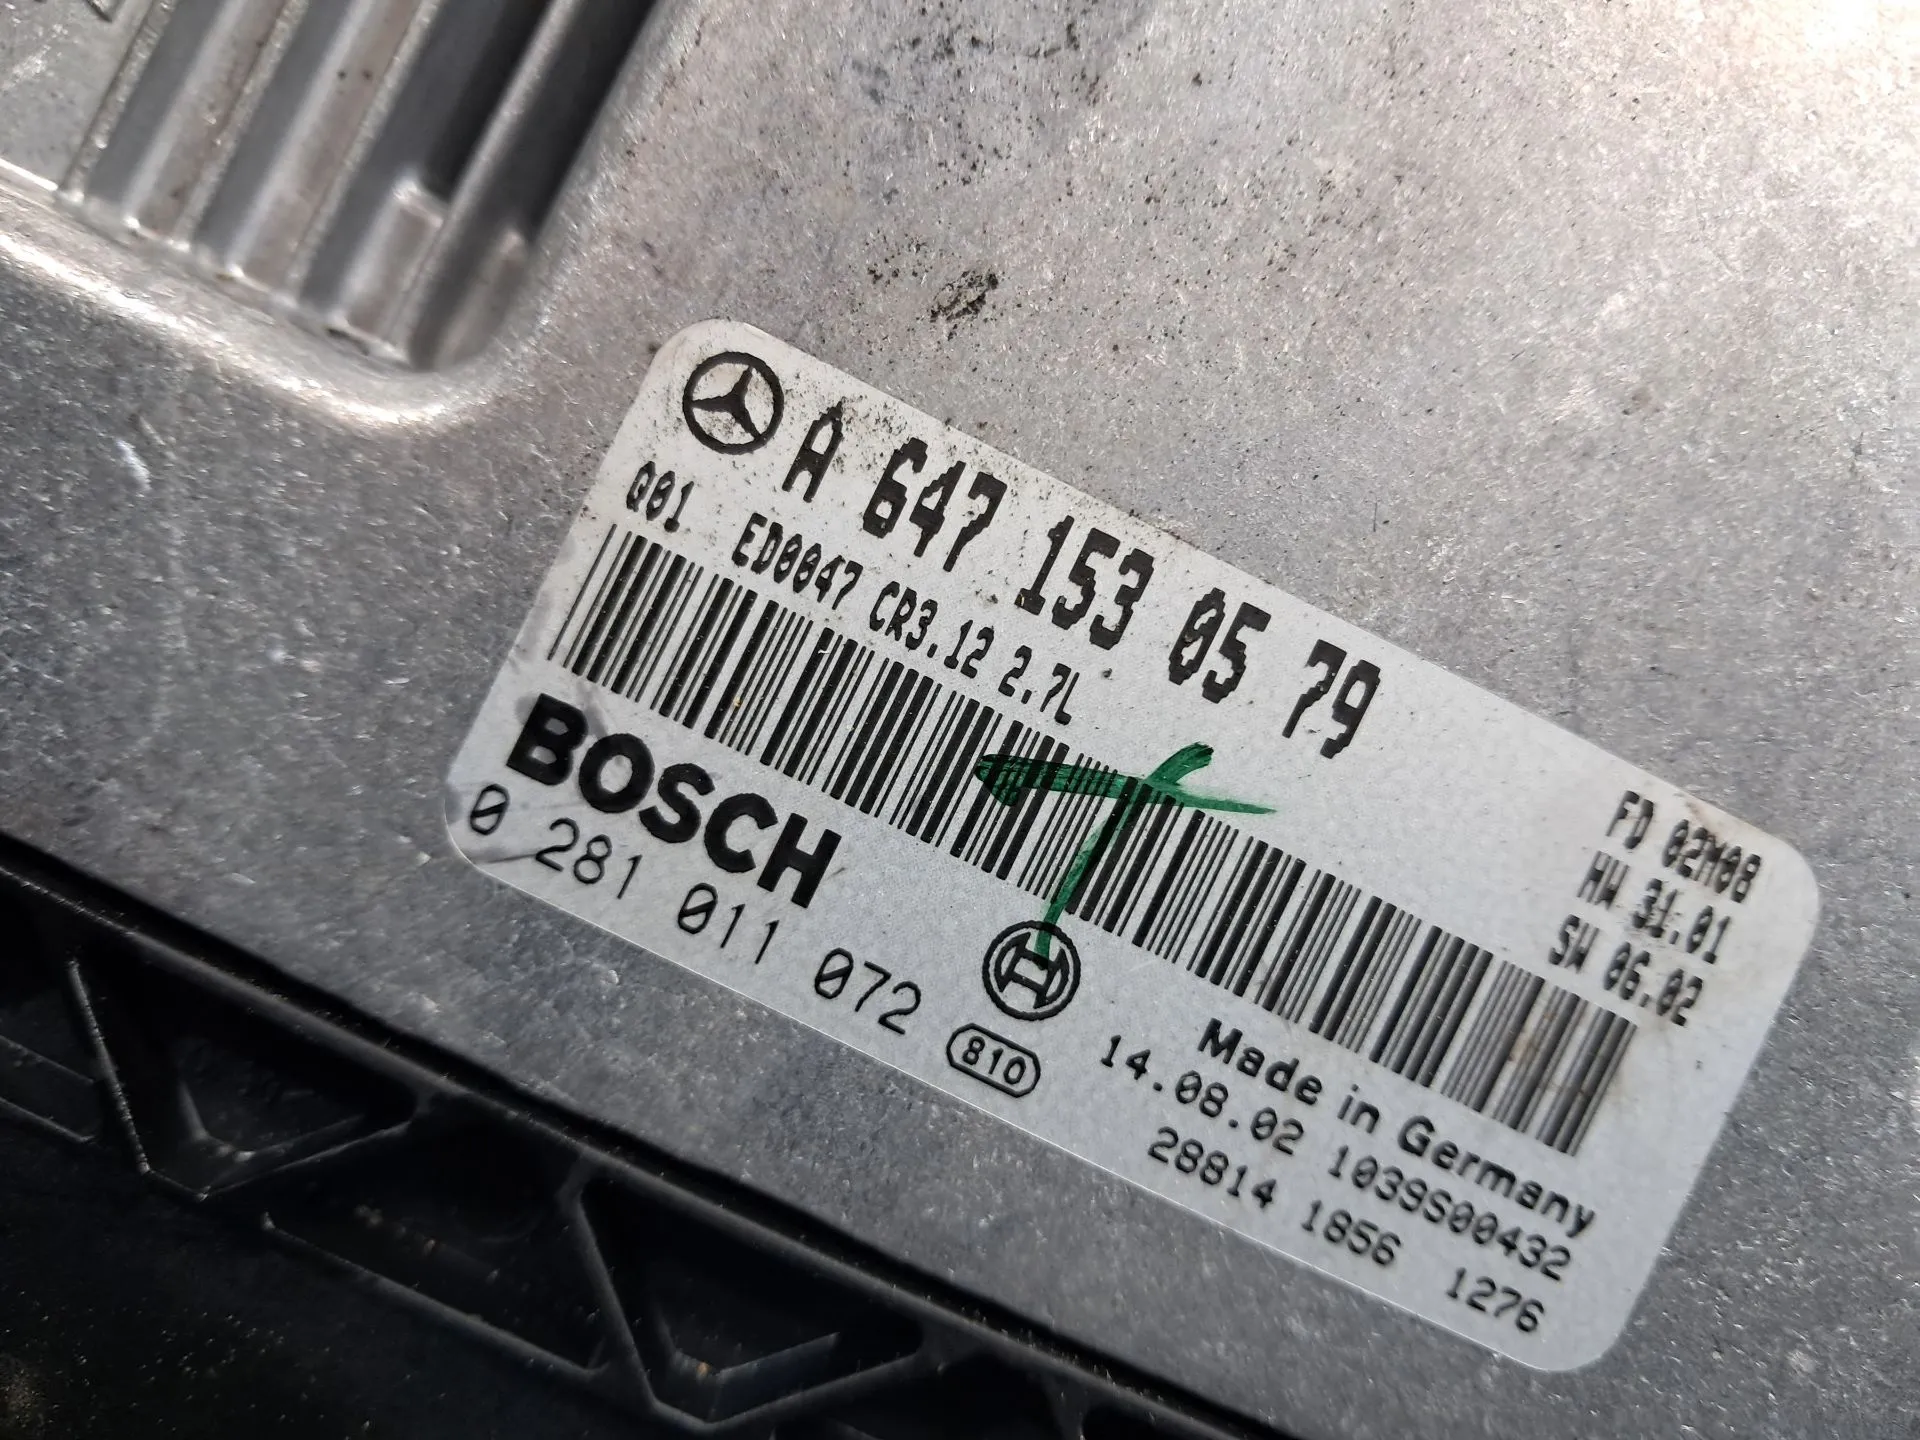 A 647 153 05 79
Q01 ED0047 CR3.12 2.7L
FD 02M08
HW 31.01
SW 06.02
BOSCH
0 281 011 072
810
Made in Germany
14.08.02 1039S00432
28814 1856 1276